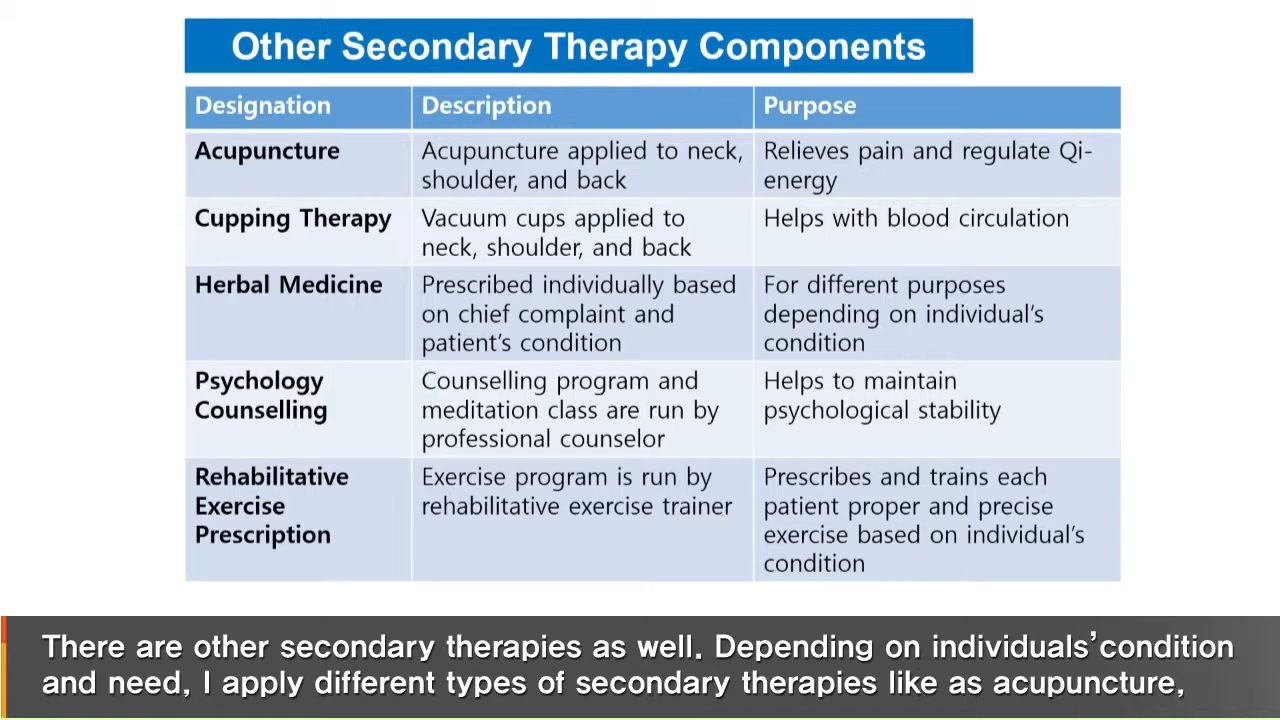 Other Secondary Therapy Components
Designation
Description
Purpose
Acupuncture
Acupuncture applied to neck,
shoulder, and back
Relieves pain and regulate Qi-
energy
Cupping Therapy
Vacuum cups applied to
neck, shoulder, and back
Helps with blood circulation
Herbal Medicine
Prescribed individually based
on chief complaint and
patient's condition
For different purposes
depending on individual's
condition
Psychology
Counselling
Counselling program and
meditation class are run by
professional counselor
Helps to maintain
psychological stability
Rehabilitative
Exercise
Prescription
Exercise program is run by
rehabilitative exercise trainer
Prescribes and trains each
patient proper and precise
exercise based on individual's
condition
There are other secondary therapies as well. Depending on individuals' condition
and need, I apply different types of secondary therapies like as acupuncture,